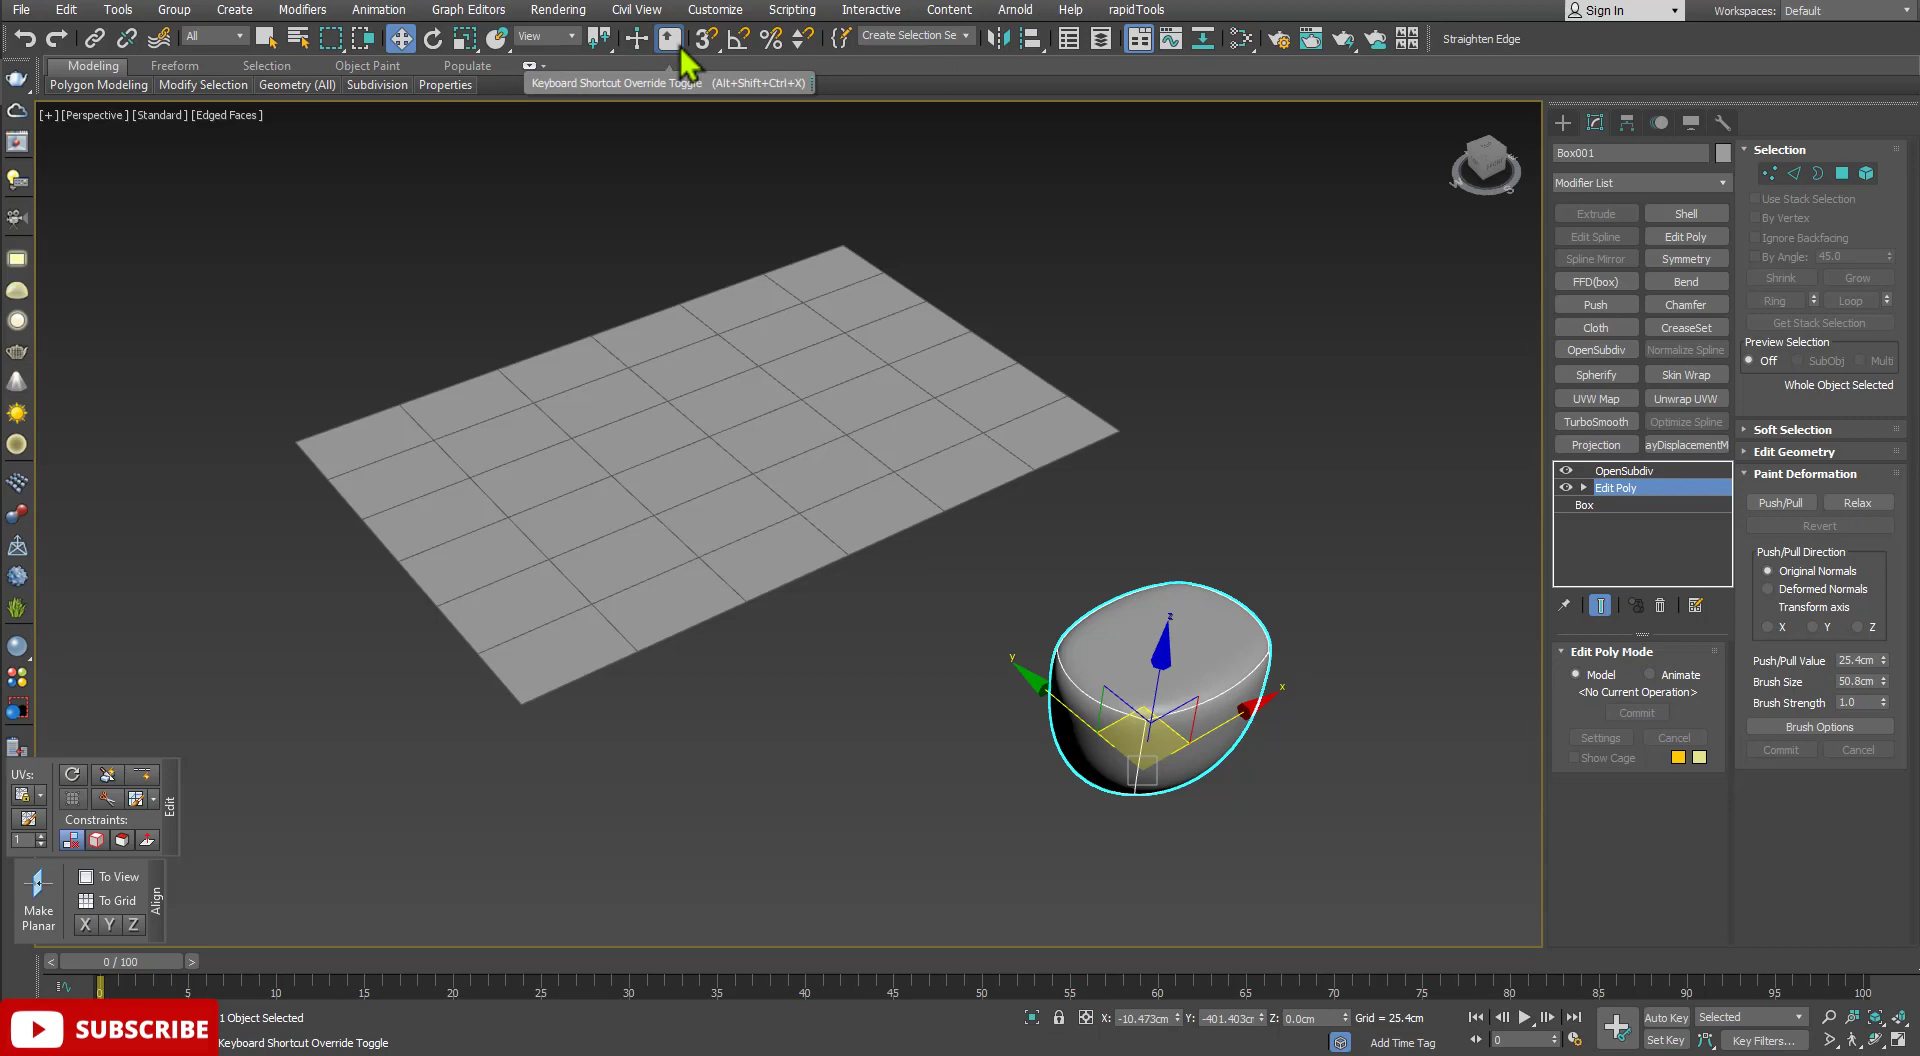 File Edit Tools Group Create Modifiers Animation Graph Editors Rendering Civil View Customize Scripting Interactive Content Arnold Help rapidTools Sign In Workspaces: Default
All View Create Selection Se Straighten Edge
Modeling Freeform Selection Object Paint Populate
Keyboard Shortcut Override Toggle (Alt+Shift+Ctrl+X)
Polygon Modeling Modify Selection Geometry (All) Subdivision Properties
[+] [Perspective] [Standard] [Edged Faces]
Box001
Modifier List
Extrude Shell
Edit Spline Edit Poly
Spline Mirror Symmetry
FFD(box) Bend
Push Chamfer
Cloth CreaseSet
OpenSubdiv Normalize Spline
Spherify Skin Wrap
UVW Map Unwrap UVW
TurboSmooth Optimize Spline
Projection ayDisplacementM
OpenSubdiv
Edit Poly
Box
Edit Poly Mode
Model Animate
<No Current Operation>
Commit
Settings Cancel
Show Cage
Selection
Use Stack Selection
By Vertex
Ignore Backfacing
By Angle: 45.0
Shrink Grow
Ring Loop
Get Stack Selection
Preview Selection
Off SubObj Multi
Whole Object Selected
Soft Selection
Edit Geometry
Paint Deformation
Push/Pull Relax
Revert
Push/Pull Direction
Original Normals
Deformed Normals
Transform axis
X Y Z
Push/Pull Value 25.4cm
Brush Size 50.8cm
Brush Strength 1.0
Brush Options
Commit Cancel
z
y
x
W S
UVs:
Edit
Constraints:
1
To View
To Grid
Make
Planar
X Y Z
Align
< 0 / 100 >
0 5 10 15 20 25 30 35 40 45 50 55 60 65 70 75 80 85 90 95 100
SUBSCRIBE
1 Object Selected
Keyboard Shortcut Override Toggle
X: -10.473cm Y: -401.403cr Z: 0.0cm Grid = 25.4cm
Add Time Tag
0
Auto Key Selected
Set Key Key Filters...